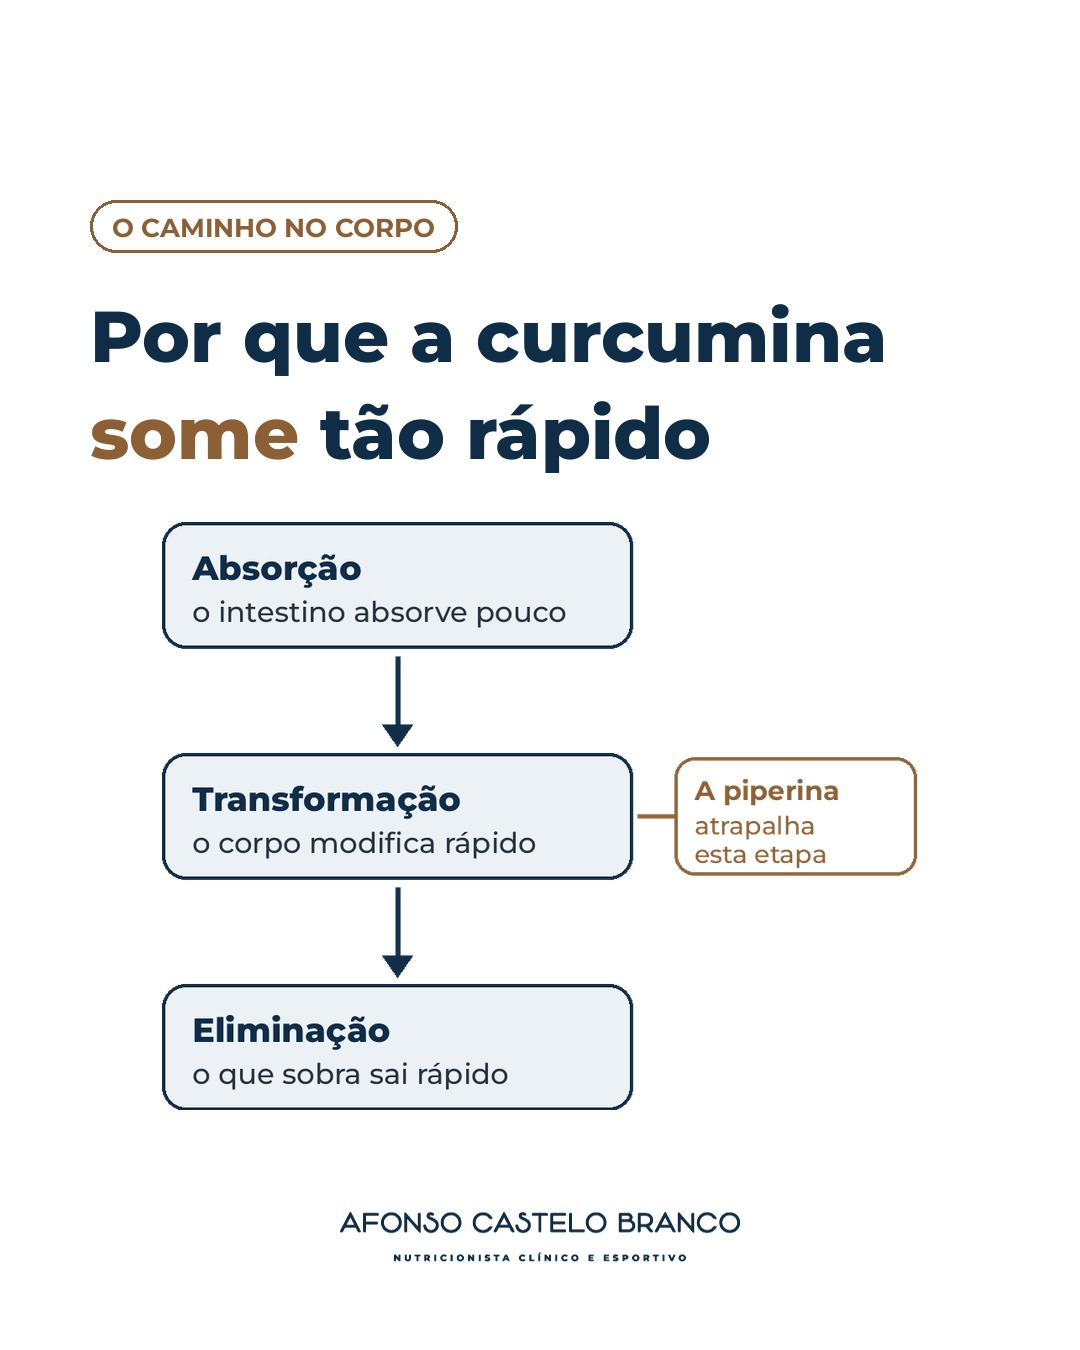 O CAMINHO NO CORPO
Por que a curcumina
some tão rápido
Absorção
o intestino absorve pouco
Transformação
o corpo modifica rápido
A piperina
atrapalha
esta etapa
Eliminação
o que sobra sai rápido
AFONSO CASTELO BRANCO
NUTRICIONISTA CLÍNICO E ESPORTIVO